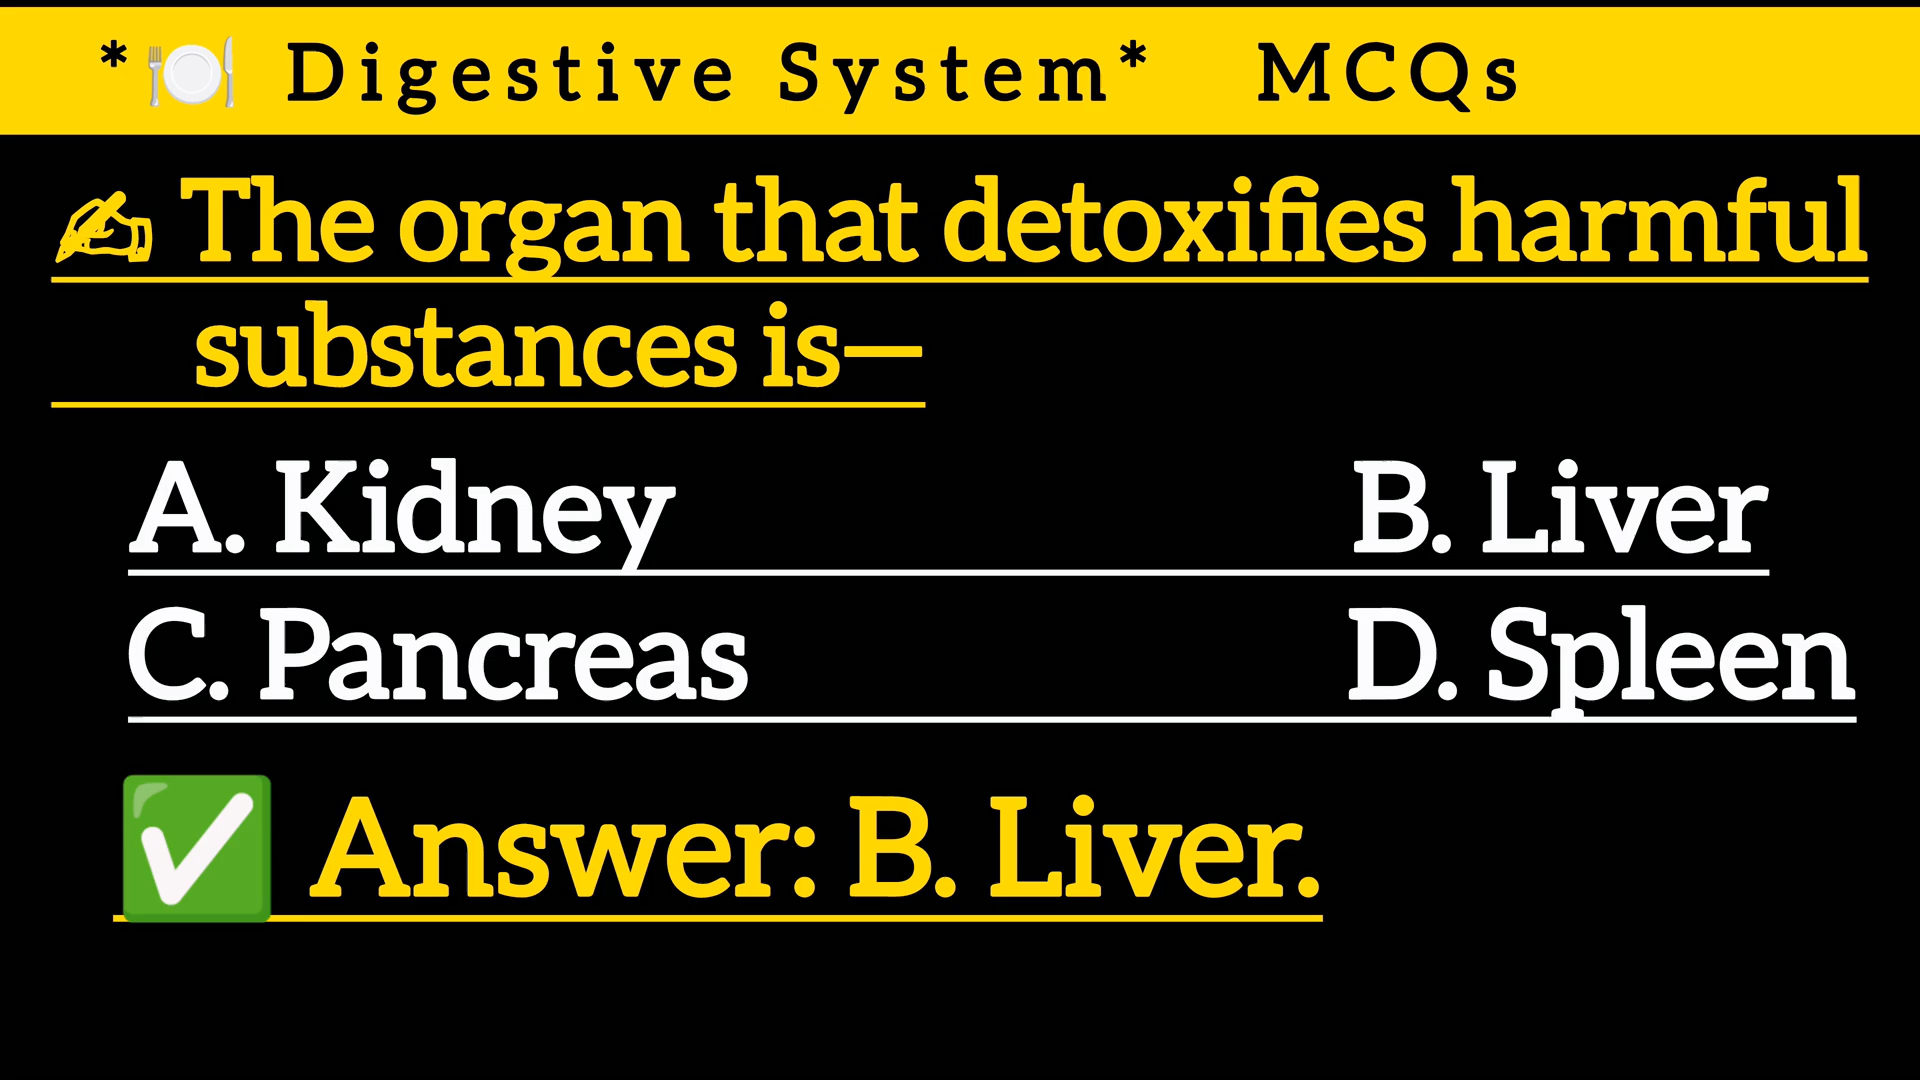 *🍽️ Digestive System* MCQs
✍️ The organ that detoxifies harmful
substances is—
A. Kidney B. Liver
C. Pancreas D. Spleen
✅ Answer: B. Liver.